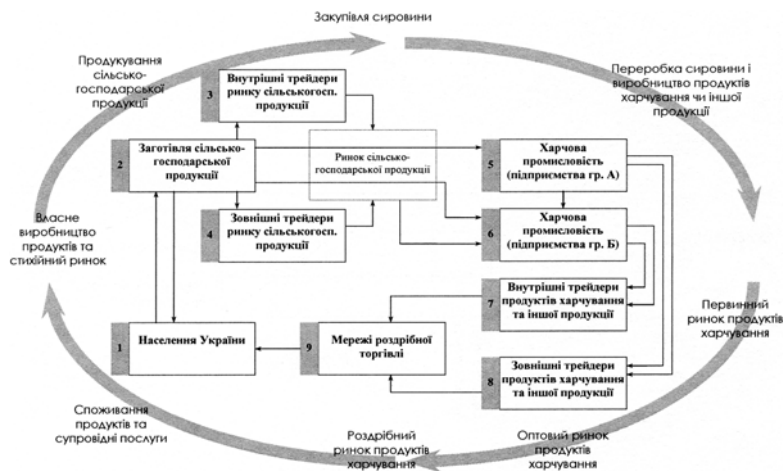 Закупівля сировини
Продукування
сільсько-
господарської
продукції
Переробка сировини і
виробництво продуктів
харчування чи іншої
продукції
3
Внутрішні трейдери
ринку сільськогосп.
продукції
2
Заготівля сільсько-
господарської
продукції
Ринок сільсько-
господарської продукції
5
Харчова
промисловість
(підприємства гр. А)
4
Зовнішні трейдери
ринку сільськогосп.
продукції
6
Харчова
промисловість
(підприємства гр. Б)
Власне
виробництво
продуктів та
стихійний ринок
7
Внутрішні трейдери
продуктів харчування
та іншої продукції
Первинний
ринок продуктів
харчування
1
Населення України
9
Мережі роздрібної
торгівлі
8
Зовнішні трейдери
продуктів харчування
та іншої продукції
Споживання
продуктів та
супровідні послуги
Роздрібний
ринок продуктів
харчування
Оптовий ринок
продуктів
харчування